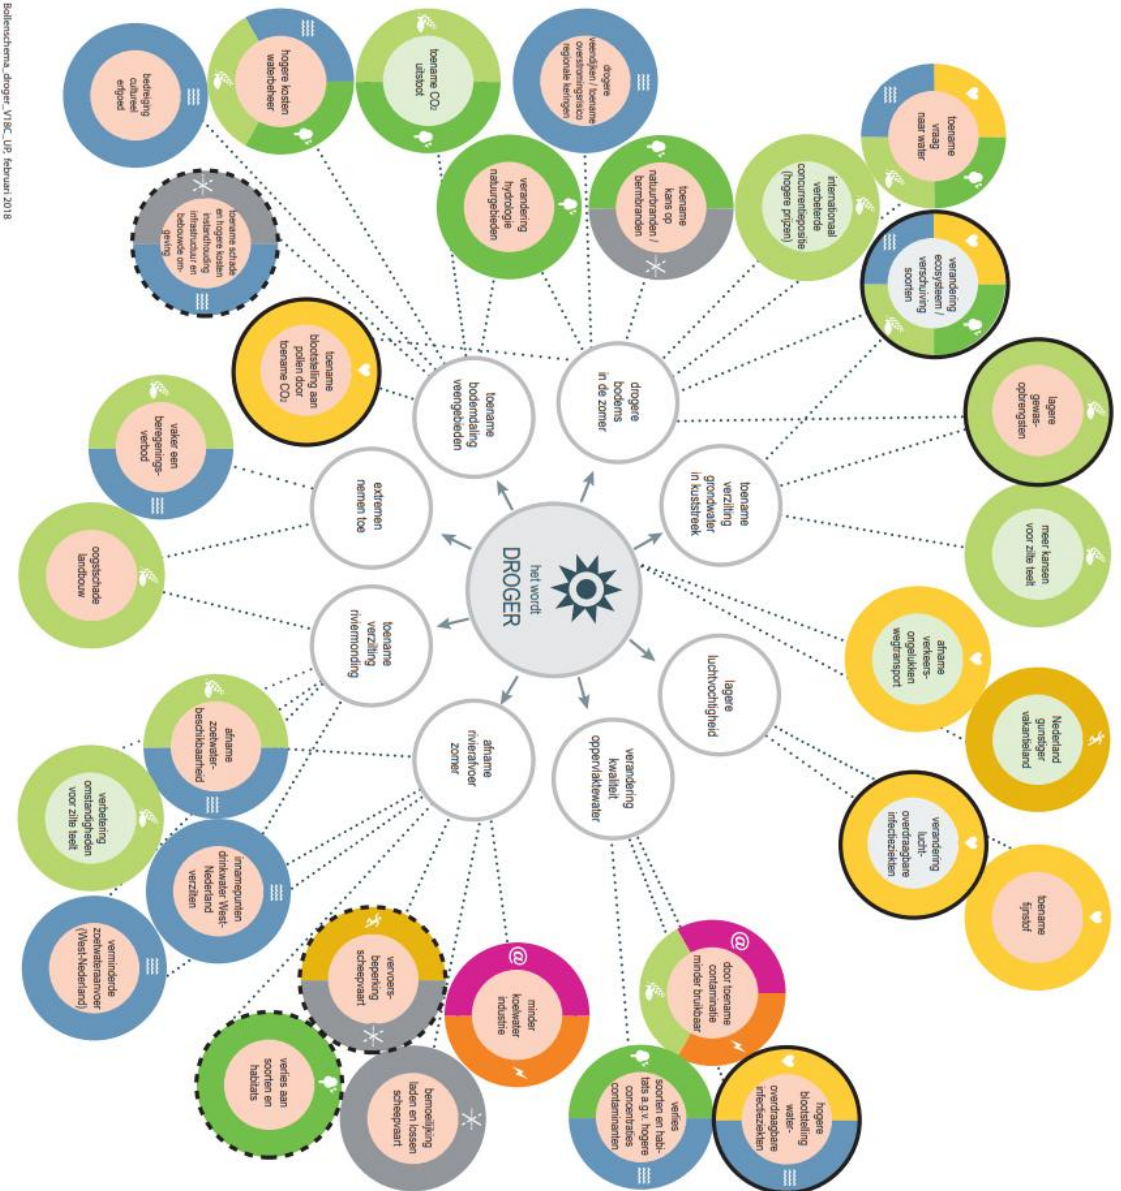 Bollenschema_droger_V18C_UP, februari 2018
het wordt
DROGER
toename
verzilting
grondwater
in kuststreek
lagere
luchtvochtigheid
verandering
kwaliteit
oppervlaktewater
afname
rivierafvoer
zomer
toename
verzilting
riviermonding
extremen
nemen toe
toename
bodemdaling
veengebieden
drogere
bodems
in de zomer
toename
vraag
naar water
verandering
ecosysteem /
verschuiving
soorten
lagere
gewas-
opbrengsten
meer kansen
voor zilte teelt
afname
verkeers-
ongelukken
wegtransport
Nederland
gunstiger
vakantieland
verandering
lucht-
overdraagbare
infectieziekten
toename
fijnstof
internationaal
verbeterde
concurrentiepositie
(hogere prijzen)
toename
kans op
natuurbranden /
bermbranden
drogere
veendijken / toename
overstromingsrisico
regionale keringen
verandering
hydrologie
natuurgebieden
toename CO₂
uitstoot
hogere kosten
waterbeheer
bedreiging
cultureel
erfgoed
toename schade
en hogere kosten
instandhouding
infrastructuur en
bebouwde om-
geving
toename
blootstelling aan
pollen door
toename CO₂
vaker een
beregenings-
verbod
oogstschade
landbouw
afname
zoetwater-
beschikbaarheid
verbetering
omstandigheden
voor zilte teelt
innamepunten
drinkwater West-
Nederland
verzilten
verminderde
zoetwateraanvoer
(West-Nederland)
vervoers-
beperking
scheepvaart
verlies aan
soorten en
habitats
bemoeilijking
laden en lossen
scheepvaart
minder
koelwater
industrie
@
door toename
contaminatie
minder bruikbaar
@
verlies
soorten en habi-
tats a.g.v. hogere
concentraties
contaminanten
hogere
blootstelling
water-
overdraagbare
infectieziekten